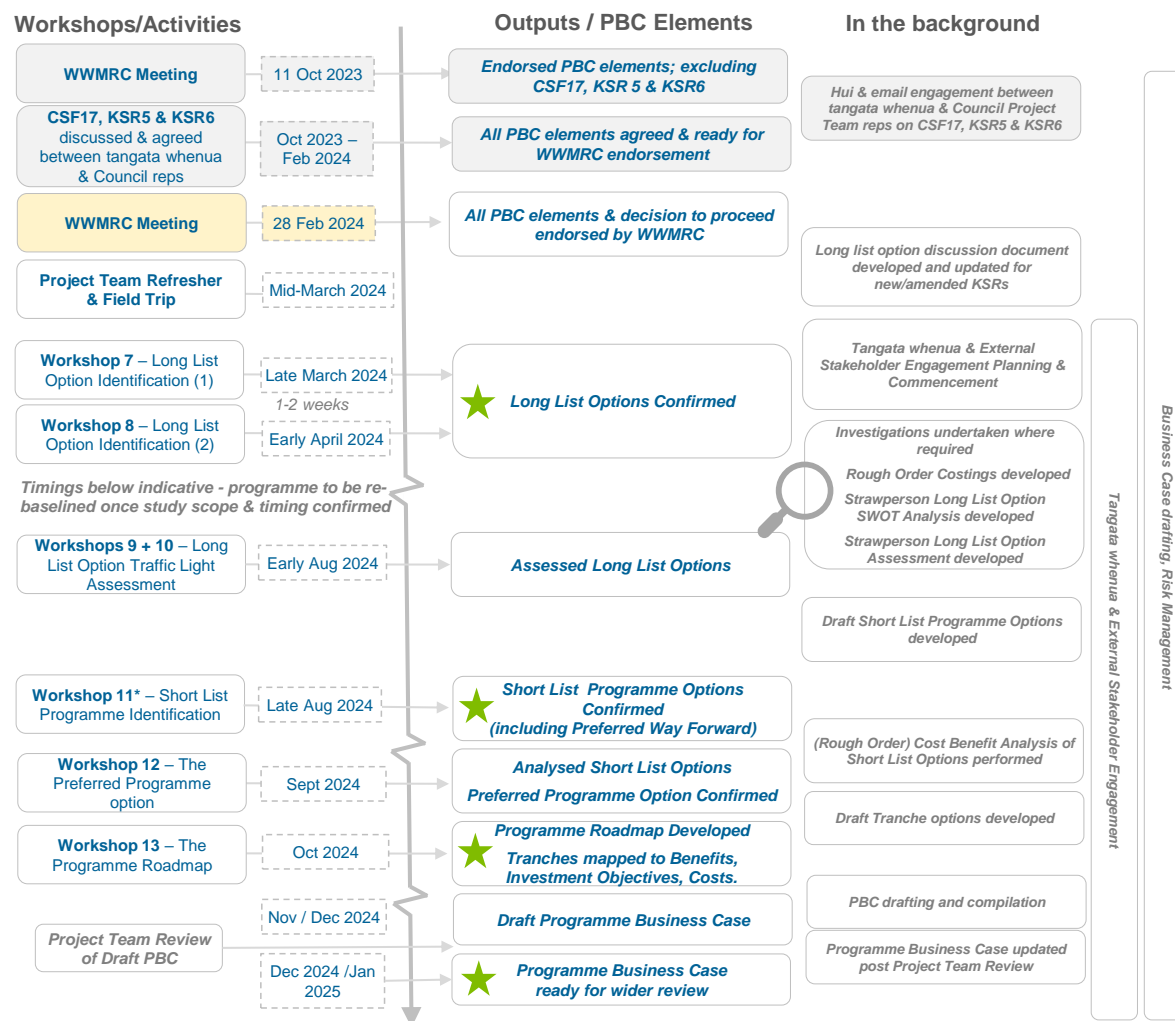 Workshops/Activities
Outputs / PBC Elements
In the background
WWMRC Meeting
11 Oct 2023
Endorsed PBC elements; excluding
CSF17, KSR 5 & KSR6
Hui & email engagement between
tangata whenua & Council Project
Team reps on CSF17, KSR5 & KSR6
CSF17, KSR5 & KSR6
discussed & agreed
between tangata whenua
& Council reps
Oct 2023 –
Feb 2024
All PBC elements agreed & ready for
WWMRC endorsement
WWMRC Meeting
28 Feb 2024
All PBC elements & decision to proceed
endorsed by WWMRC
Long list option discussion document
developed and updated for
new/amended KSRs
Project Team Refresher
& Field Trip
Mid-March 2024
Workshop 7 – Long List
Option Identification (1)
Late March 2024
1-2 weeks
Workshop 8 – Long List
Option Identification (2)
Early April 2024
Long List Options Confirmed
Tangata whenua & External
Stakeholder Engagement Planning &
Commencement
Investigations undertaken where
required
Rough Order Costings developed
Strawperson Long List Option
SWOT Analysis developed
Strawperson Long List Option
Assessment developed
Timings below indicative - programme to be re-
baselined once study scope & timing confirmed
Workshops 9 + 10 – Long
List Option Traffic Light
Assessment
Early Aug 2024
Assessed Long List Options
Draft Short List Programme Options
developed
Workshop 11* – Short List
Programme Identification
Late Aug 2024
Short List Programme Options
Confirmed
(including Preferred Way Forward)
(Rough Order) Cost Benefit Analysis of
Short List Options performed
Workshop 12 – The
Preferred Programme
option
Sept 2024
Analysed Short List Options
Preferred Programme Option Confirmed
Draft Tranche options developed
Workshop 13 – The
Programme Roadmap
Oct 2024
Programme Roadmap Developed
Tranches mapped to Benefits,
Investment Objectives, Costs.
Nov / Dec 2024
Draft Programme Business Case
PBC drafting and compilation
Project Team Review
of Draft PBC
Programme Business Case updated
post Project Team Review
Dec 2024 /Jan
2025
Programme Business Case
ready for wider review
Tangata whenua & External Stakeholder Engagement
Business Case drafting, Risk Management